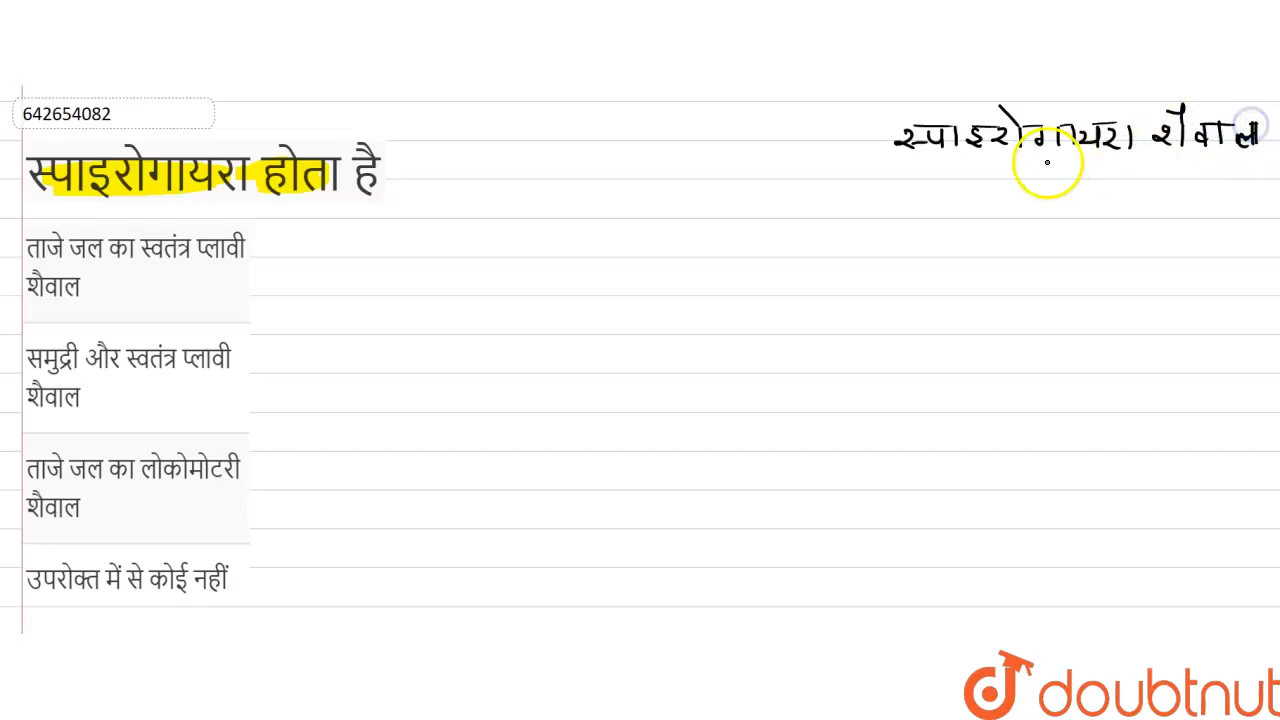 642654082
स्पाइरोगायरा शैवाल
स्पाइरोगायरा होता है
ताजे जल का स्वतंत्र प्लावी
शैवाल
समुद्री और स्वतंत्र प्लावी
शैवाल
ताजे जल का लोकोमोटरी
शैवाल
उपरोक्त में से कोई नहीं
doubtnut